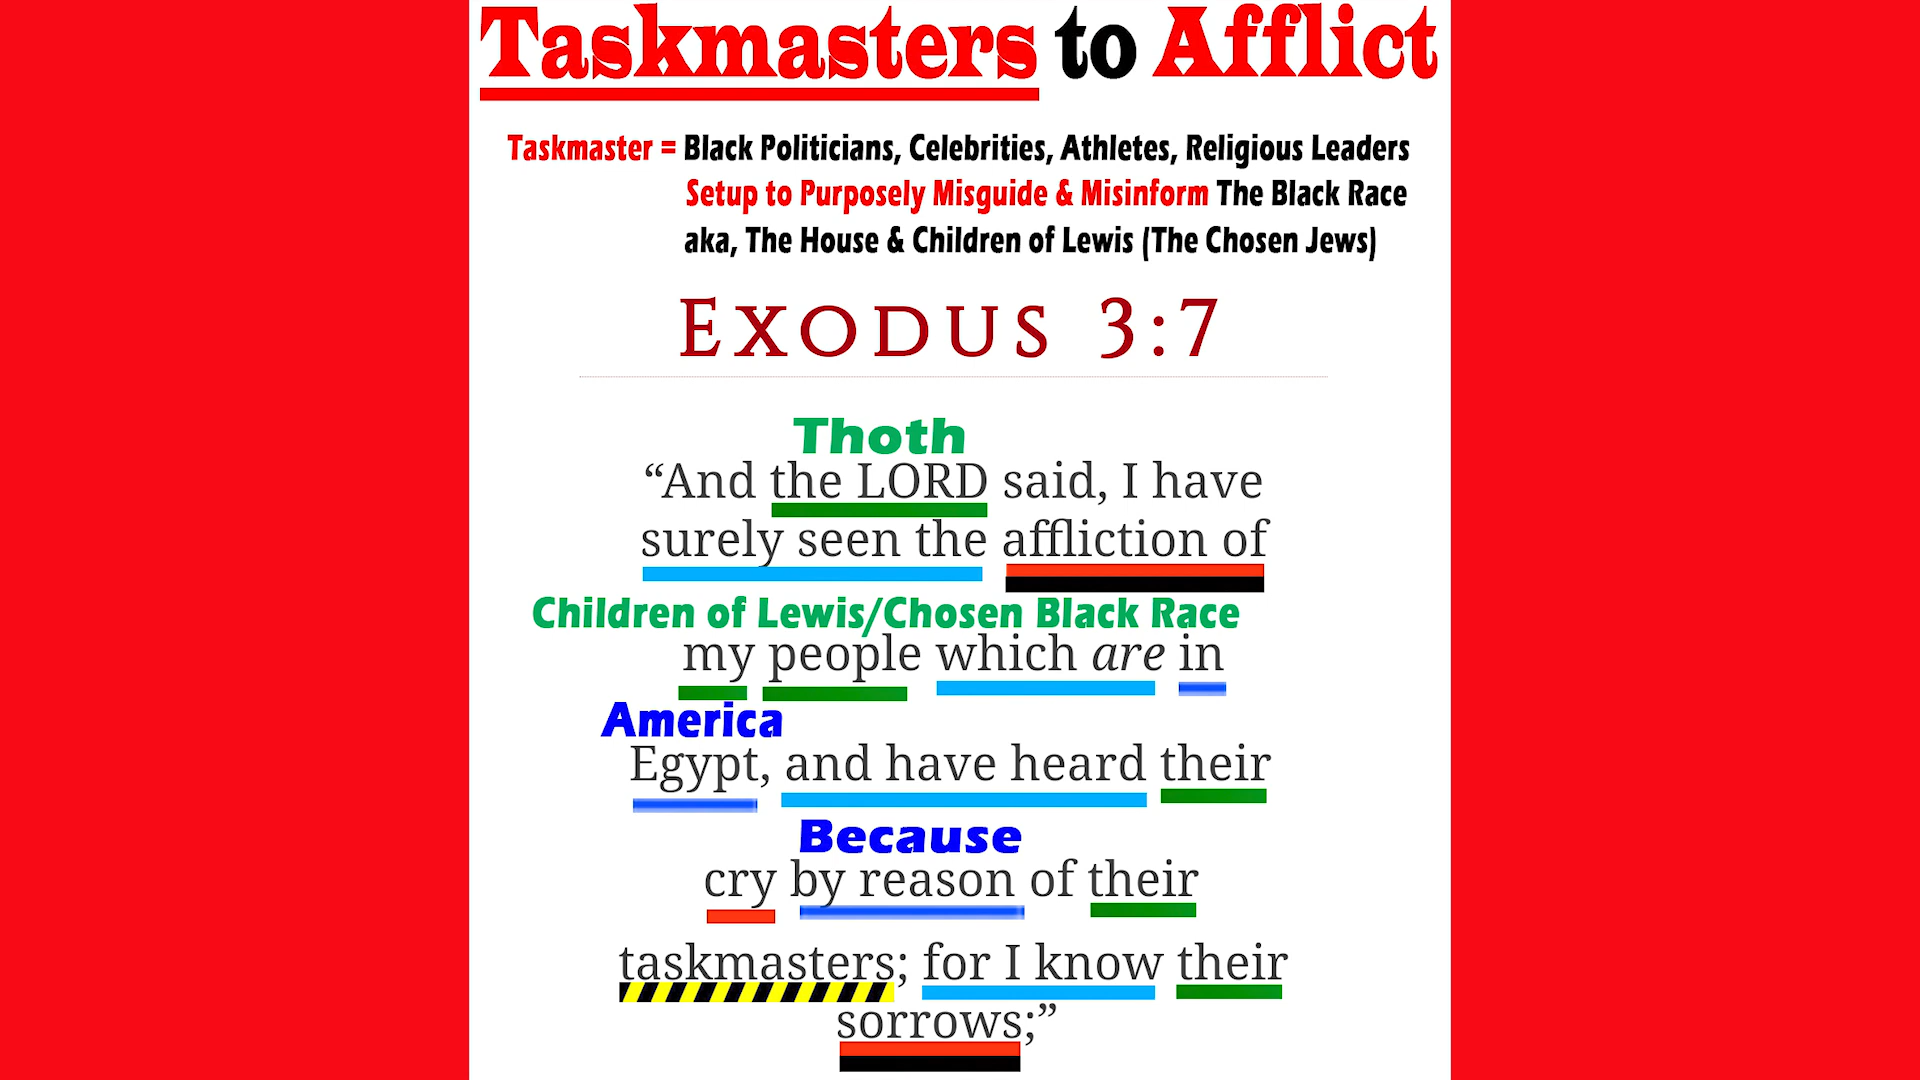 Taskmasters to Afflict
Taskmaster = Black Politicians, Celebrities, Athletes, Religious Leaders
Setup to Purposely Misguide & Misinform The Black Race
aka, The House & Children of Lewis (The Chosen Jews)
Exodus 3:7
Thoth
“And the LORD said, I have
surely seen the affliction of
Children of Lewis/Chosen Black Race
my people which are in
America
Egypt, and have heard their
Because
cry by reason of their
taskmasters; for I know their
sorrows;”